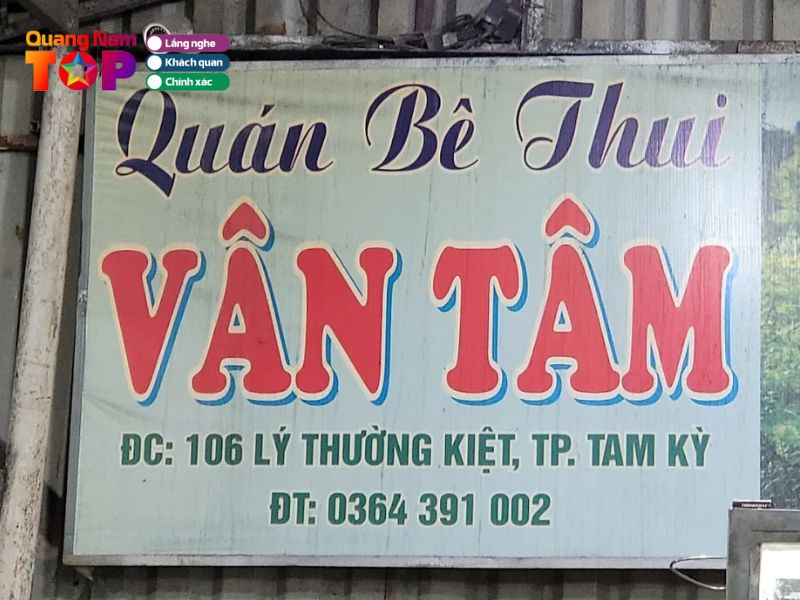 Quang Nam
TOP
Lắng nghe
Khách quan
Chính xác
Quán Bê Thui
VÂN TÂM
ĐC: 106 LÝ THƯỜNG KIỆT, TP. TAM KỲ
ĐT: 0364 391 002